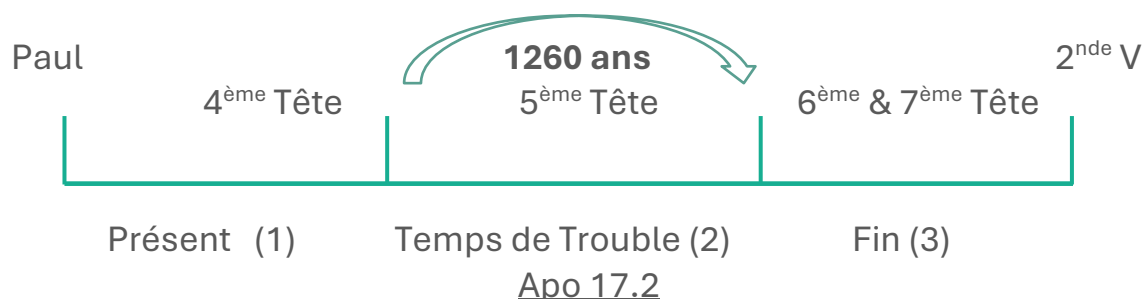 1260 ans
Paul
2nde V
4ème Tête
5ème Tête
6ème & 7ème Tête
Présent (1)
Temps de Trouble (2)
Fin (3)
Apo 17.2